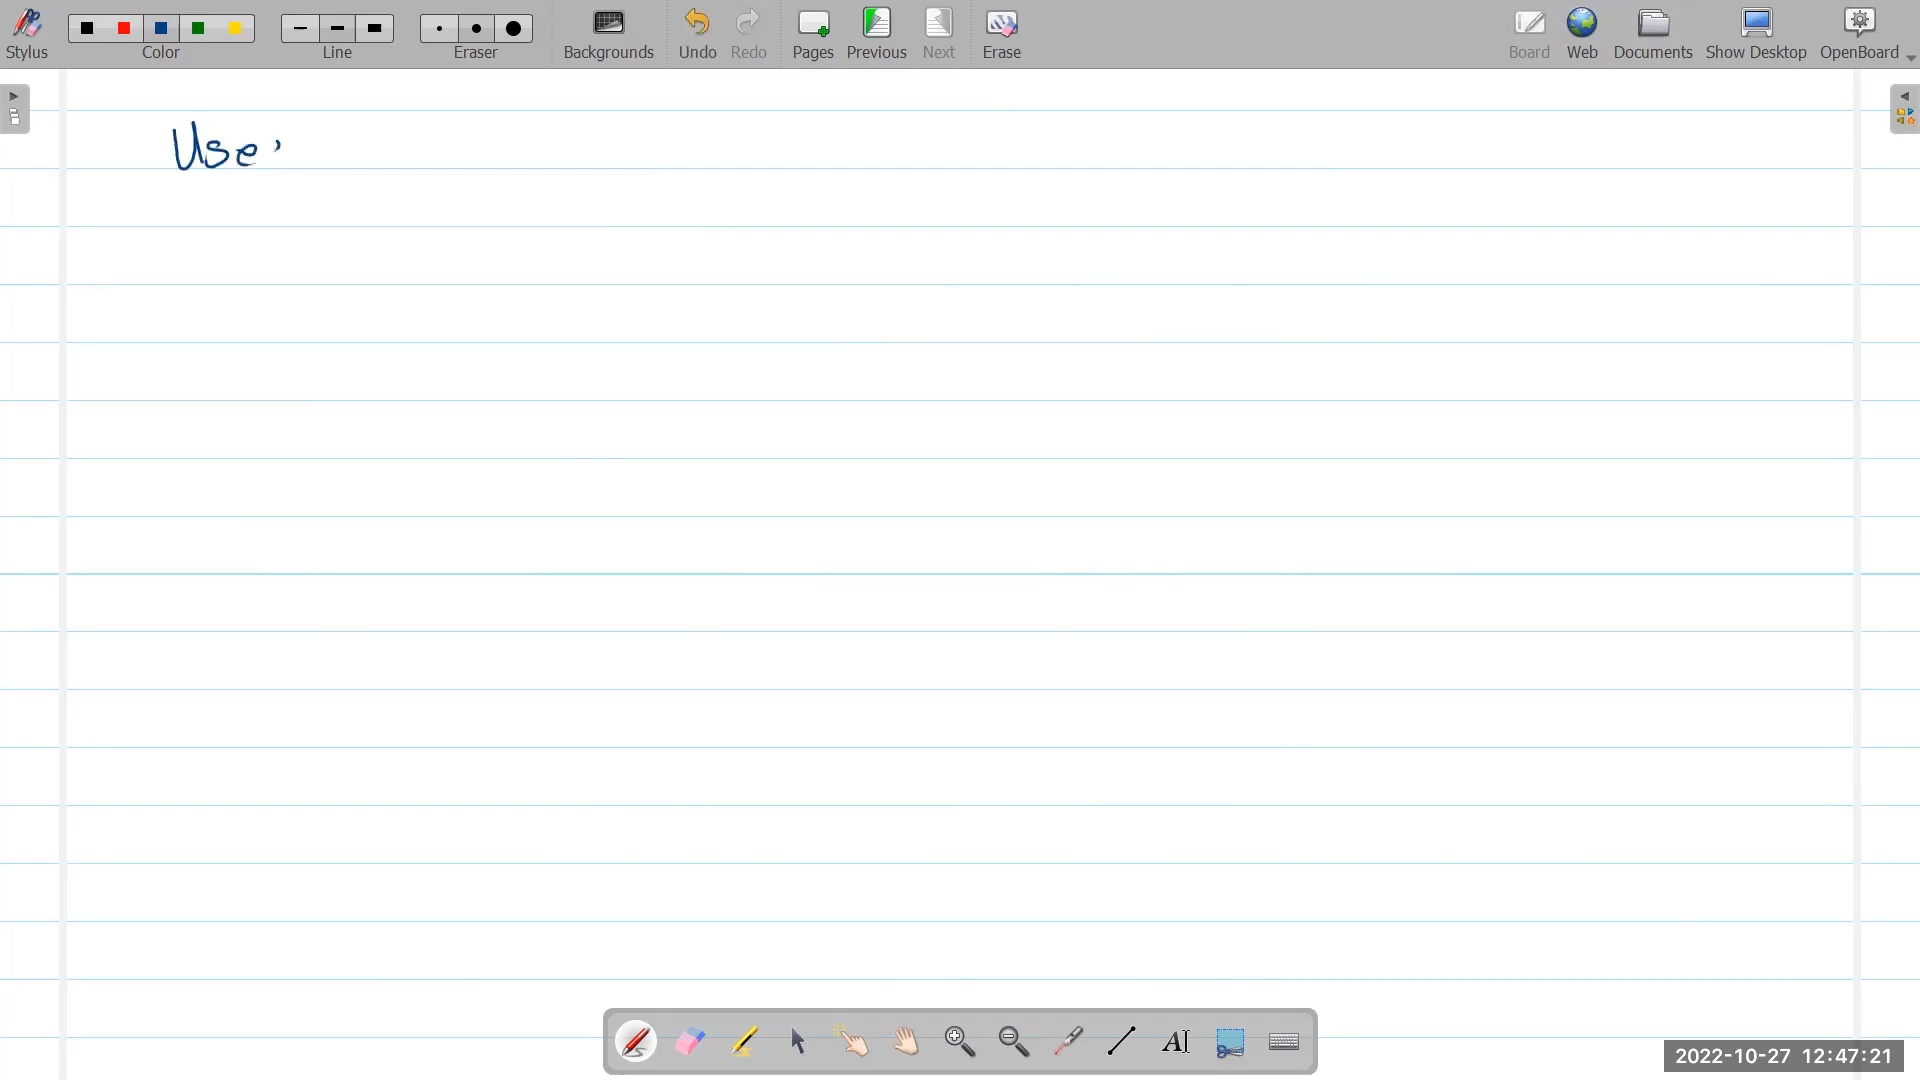 Stylus Color Line Eraser Backgrounds Undo Redo Pages Previous Next Erase Board Web Documents Show Desktop OpenBoard
Use
AI
2022-10-27 12:47:21